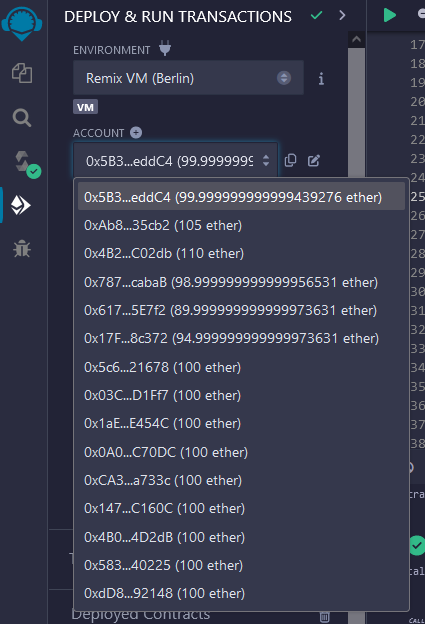 DEPLOY & RUN TRANSACTIONS
ENVIRONMENT
Remix VM (Berlin)
VM
ACCOUNT
0x5B3...eddC4 (99.9999999
0x5B3...eddC4 (99.999999999999439276 ether)
0xAb8...35cb2 (105 ether)
0x4B2...C02db (110 ether)
0x787...cabaB (98.999999999999956531 ether)
0x617...5E7f2 (89.999999999999973631 ether)
0x17F...8c372 (94.999999999999973631 ether)
0x5c6...21678 (100 ether)
0x03C...D1Ff7 (100 ether)
0x1aE...E454C (100 ether)
0x0A0...C70DC (100 ether)
0xCA3...a733c (100 ether)
0x147...C160C (100 ether)
0x4B0...4D2dB (100 ether)
0x583...40225 (100 ether)
0xdD8...92148 (100 ether)
T
Deployed Contracts
17
18
19
20
21
22
23
24
25
26
27
28
29
30
31
32
33
34
35
36
37
38
tra
cal
CALL